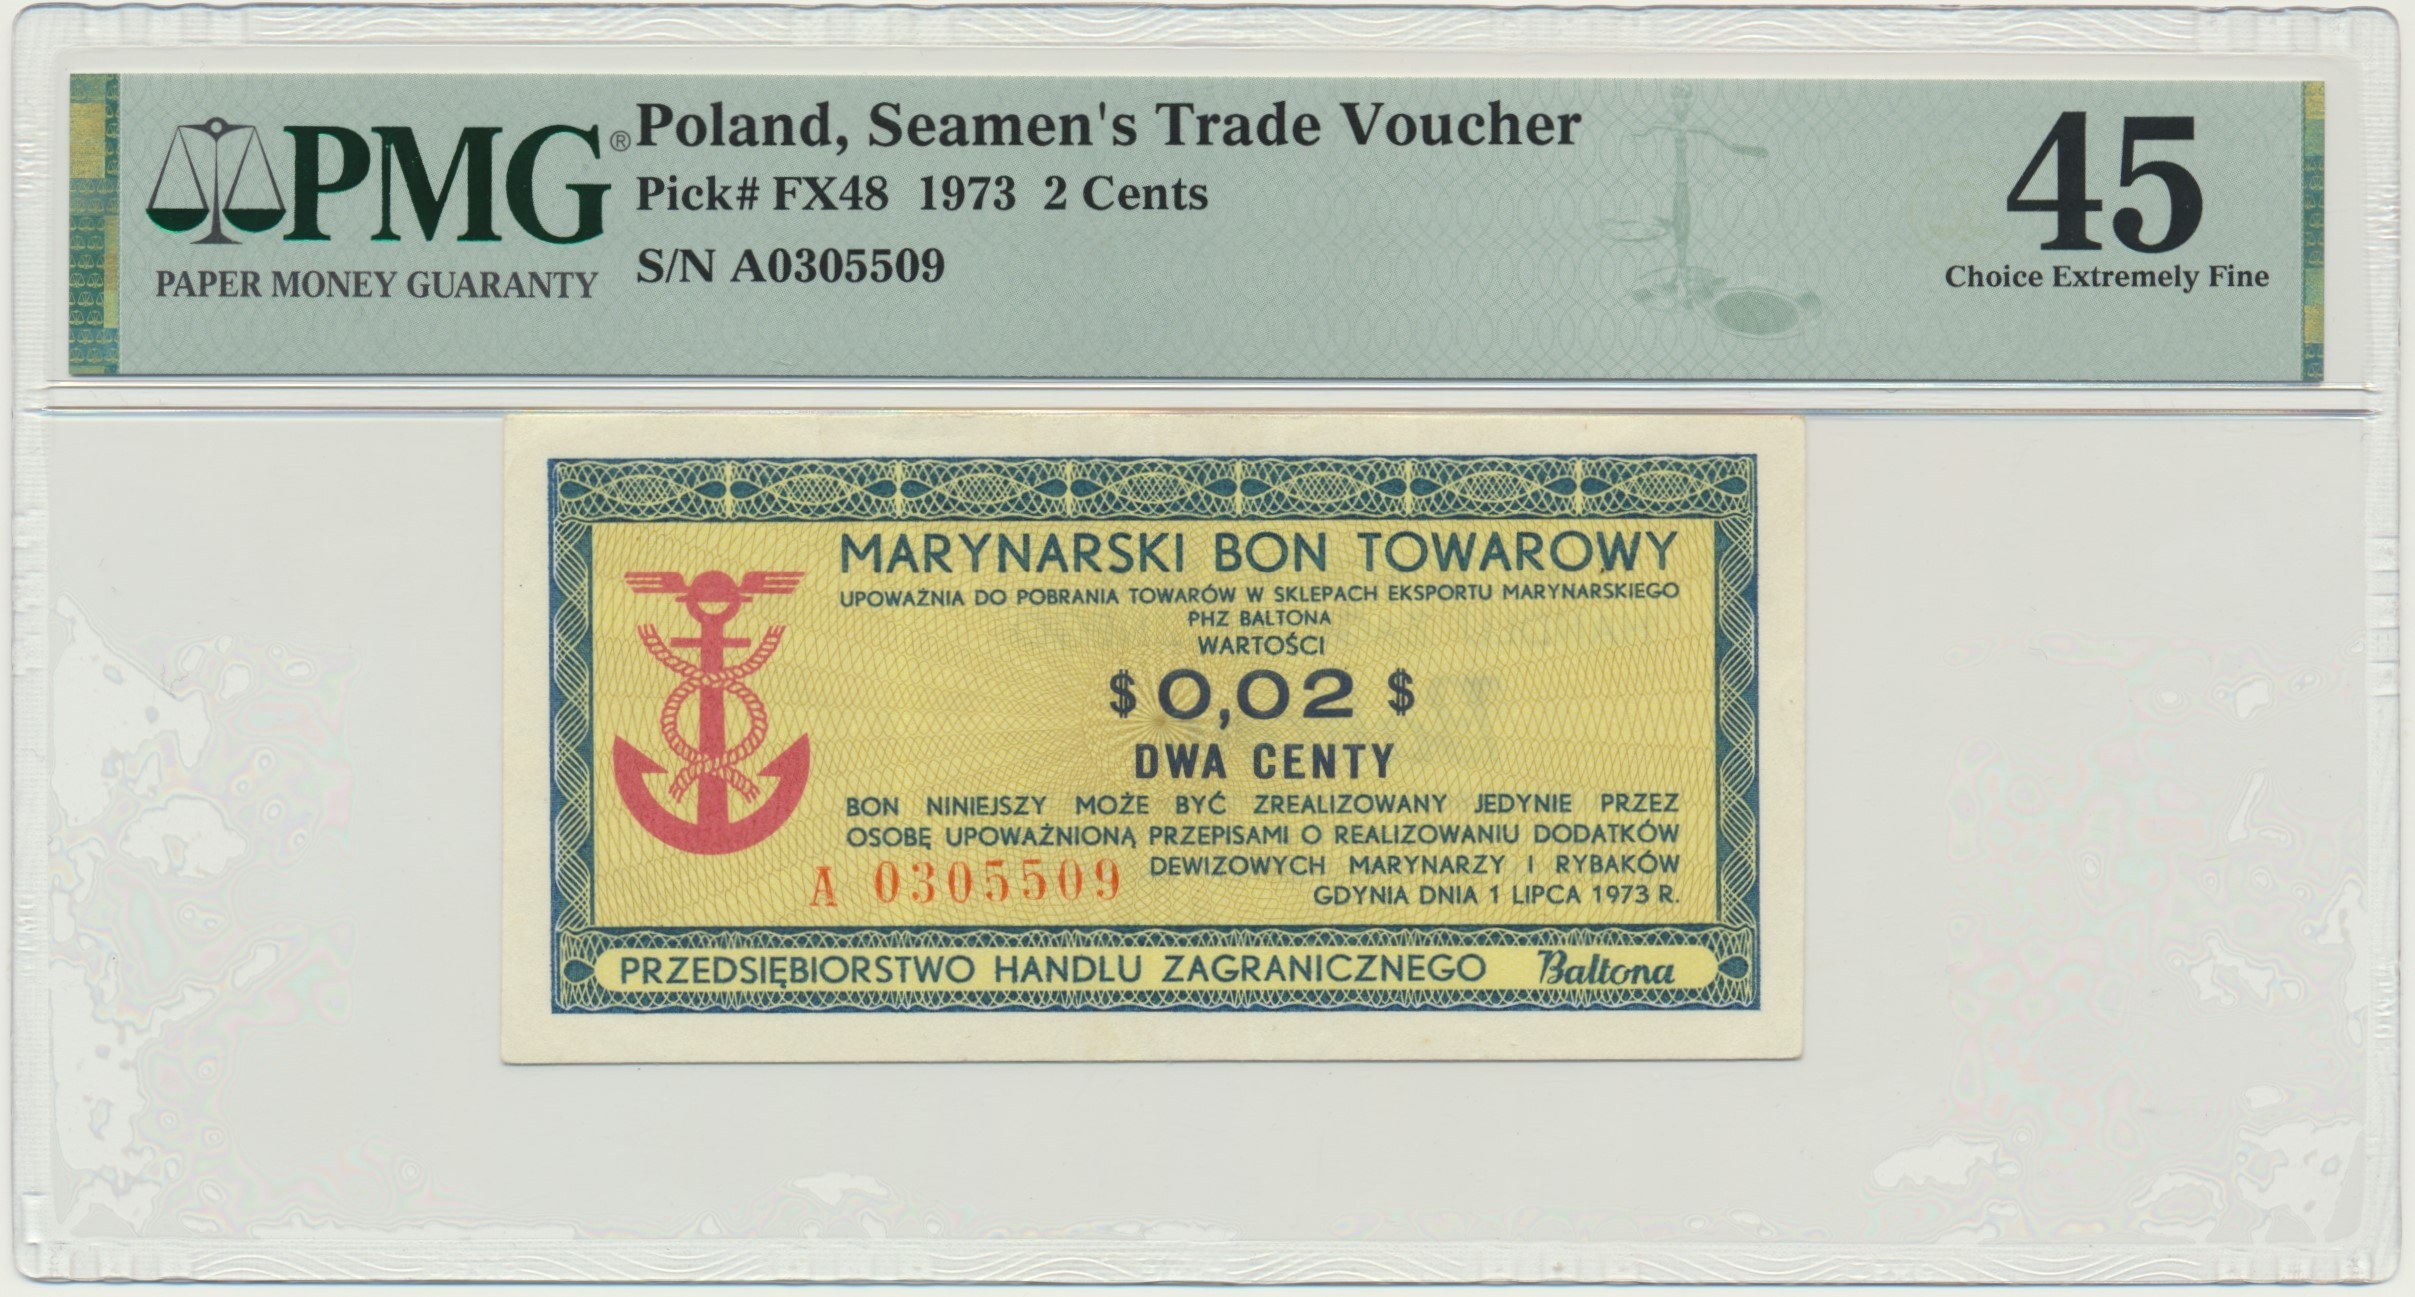 PMG®
PAPER MONEY GUARANTY
Poland, Seamen's Trade Voucher
Pick# FX48 1973 2 Cents
S/N A0305509
45
Choice Extremely Fine
MARYNARSKI BON TOWAROWY
UPOWAŻNIA DO POBRANIA TOWARÓW W SKLEPACH EKSPORTU MARYNARSKIEGO
PHZ BALTONA
WARTOŚCI
$ 0,02 $
DWA CENTY
BON NINIEJSZY MOŻE BYĆ ZREALIZOWANY JEDYNIE PRZEZ
OSOBĘ UPOWAŻNIONĄ PRZEPISAMI O REALIZOWANIU DODATKÓW
DEWIZOWYCH MARYNARZY I RYBAKÓW
A 0305509
GDYNIA DNIA 1 LIPCA 1973 R.
PRZEDSIĘBIORSTWO HANDLU ZAGRANICZNEGO Baltona